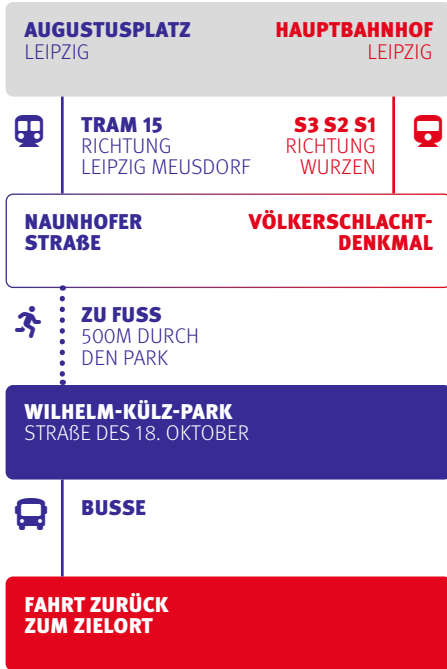 AUGUSTUSPLATZ
LEIPZIG
HAUPTBAHNHOF
LEIPZIG
TRAM 15
RICHTUNG
LEIPZIG MEUSDORF
S3 S2 S1
RICHTUNG
WURZEN
NAUNHOFER
STRAßE
VÖLKERSCHLACHT-
DENKMAL
ZU FUSS
500M DURCH
DEN PARK
WILHELM-KÜLZ-PARK
STRAßE DES 18. OKTOBER
BUSSE
FAHRT ZURÜCK
ZUM ZIELORT